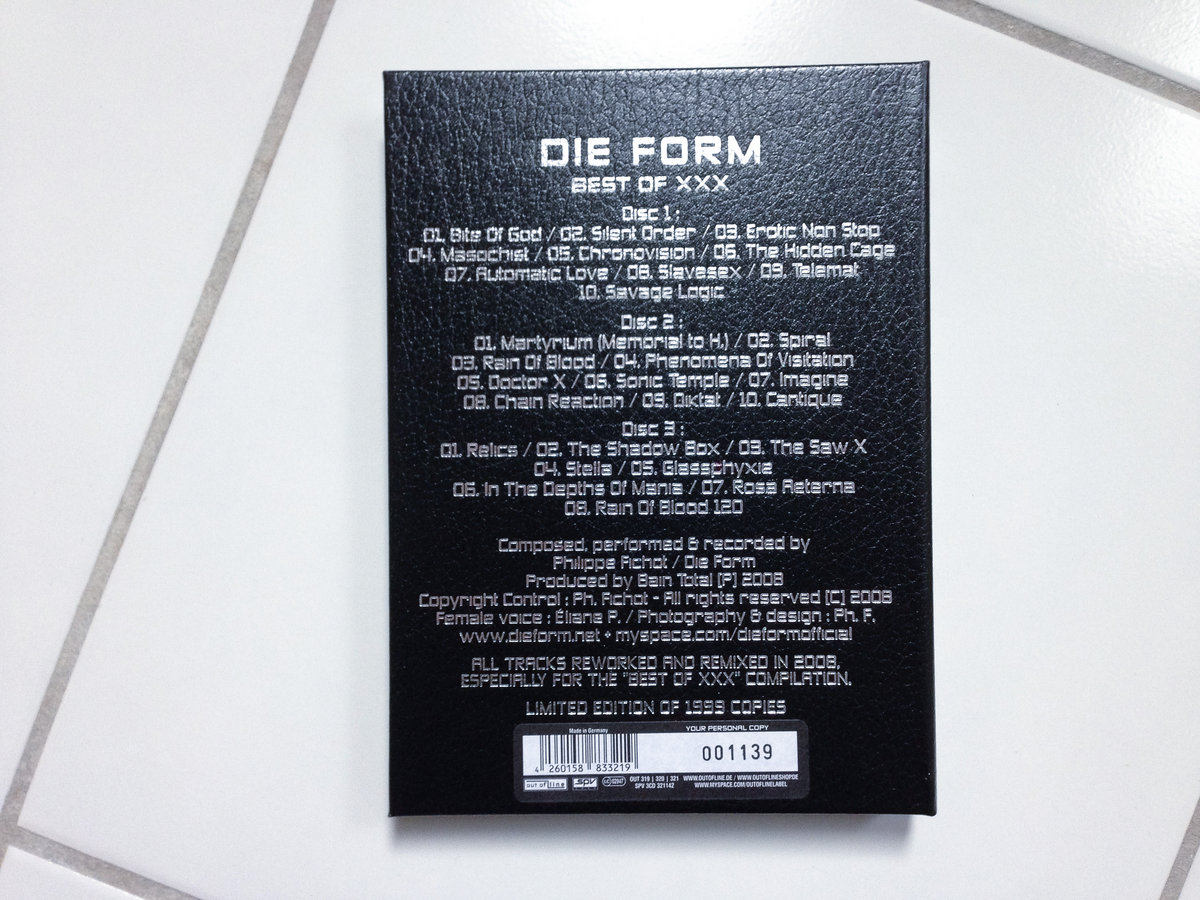 DIE FORM
BEST OF XXX
Disc 1 :
01. Bite Of God / 02. Silent Order / 03. Erotic Non Stop
04. Masochist / 05. Chronovision / 06. The Hidden Cage
07. Automatic Love / 08. Slavesex / 09. Telemat
10. Savage Logic
Disc 2 :
01. Martyrium (Memorial to H.) / 02. Spiral
03. Rain Of Blood / 04. Phenomena Of Visitation
05. Doctor X / 06. Sonic Temple / 07. Imagine
08. Chain Reaction / 09. Diktat / 10. Cantique
Disc 3 :
01. Relics / 02. The Shadow Box / 03. The Saw X
04. Stella / 05. Glassphyxia
06. In The Depths Of Mania / 07. Rosa Aeterna
08. Rain Of Blood 120
Composed, performed & recorded by
Philippe Fichot / Die Form
Produced by Bain Total [P] 2008
Copyright Control : Ph. Fichot - All rights reserved [C] 2008
Female voice : Éliane P. / Photography & design : Ph. F.
www.dieform.net • myspace.com/dieformofficial
ALL TRACKS REWORKED AND REMIXED IN 2008,
ESPECIALLY FOR THE "BEST OF XXX" COMPILATION.
LIMITED EDITION OF 1999 COPIES
Made in Germany
YOUR PERSONAL COPY
001139
4 260158 833219
out of line SPV LC 02947 OUT 319 | 320 | 321 WWW.OUTOFLINE.DE / WWW.OUTOFLINESHOP.DE
SPV 3CD 321142 WWW.MYSPACE.COM/OUTOFLINELABEL